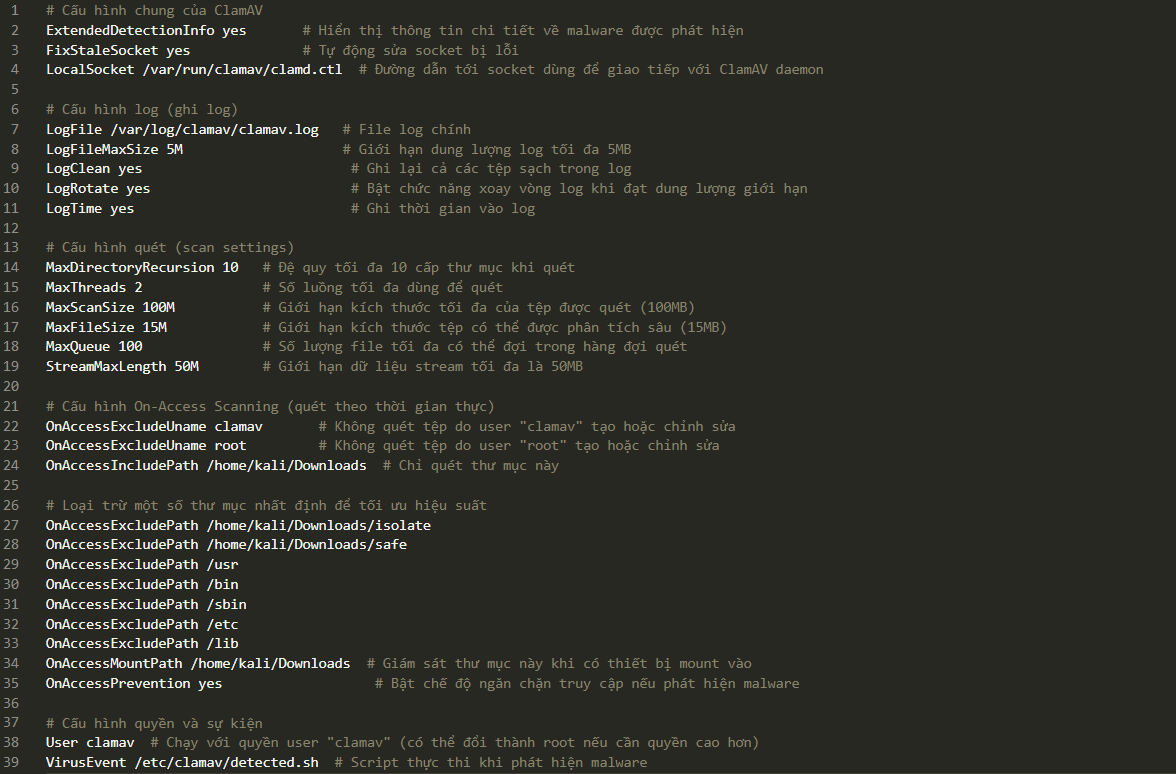 1 # Cấu hình chung của ClamAV
2 ExtendedDetectionInfo yes # Hiển thị thông tin chi tiết về malware được phát hiện
3 FixStaleSocket yes # Tự động sửa socket bị lỗi
4 LocalSocket /var/run/clamav/clamd.ctl # Đường dẫn tới socket dùng để giao tiếp với ClamAV daemon
5
6 # Cấu hình log (ghi log)
7 LogFile /var/log/clamav/clamav.log # File log chính
8 LogFileMaxSize 5M # Giới hạn dung lượng log tối đa 5MB
9 LogClean yes # Ghi lại cả các tệp sạch trong log
10 LogRotate yes # Bật chức năng xoay vòng log khi đạt dung lượng giới hạn
11 LogTime yes # Ghi thời gian vào log
12
13 # Cấu hình quét (scan settings)
14 MaxDirectoryRecursion 10 # Đệ quy tối đa 10 cấp thư mục khi quét
15 MaxThreads 2 # Số luồng tối đa dùng để quét
16 MaxScanSize 100M # Giới hạn kích thước tối đa của tệp được quét (100MB)
17 MaxFileSize 15M # Giới hạn kích thước tệp có thể được phân tích sâu (15MB)
18 MaxQueue 100 # Số lượng file tối đa có thể đợi trong hàng đợi quét
19 StreamMaxLength 50M # Giới hạn dữ liệu stream tối đa là 50MB
20
21 # Cấu hình On-Access Scanning (quét theo thời gian thực)
22 OnAccessExcludeUname clamav # Không quét tệp do user "clamav" tạo hoặc chỉnh sửa
23 OnAccessExcludeUname root # Không quét tệp do user "root" tạo hoặc chỉnh sửa
24 OnAccessIncludePath /home/kali/Downloads # Chỉ quét thư mục này
25
26 # Loại trừ một số thư mục nhất định để tối ưu hiệu suất
27 OnAccessExcludePath /home/kali/Downloads/isolate
28 OnAccessExcludePath /home/kali/Downloads/safe
29 OnAccessExcludePath /usr
30 OnAccessExcludePath /bin
31 OnAccessExcludePath /sbin
32 OnAccessExcludePath /etc
33 OnAccessExcludePath /lib
34 OnAccessMountPath /home/kali/Downloads # Giám sát thư mục này khi có thiết bị mount vào
35 OnAccessPrevention yes # Bật chế độ ngăn chặn truy cập nếu phát hiện malware
36
37 # Cấu hình quyền và sự kiện
38 User clamav # Chạy với quyền user "clamav" (có thể đổi thành root nếu cần quyền cao hơn)
39 VirusEvent /etc/clamav/detected.sh # Script thực thi khi phát hiện malware